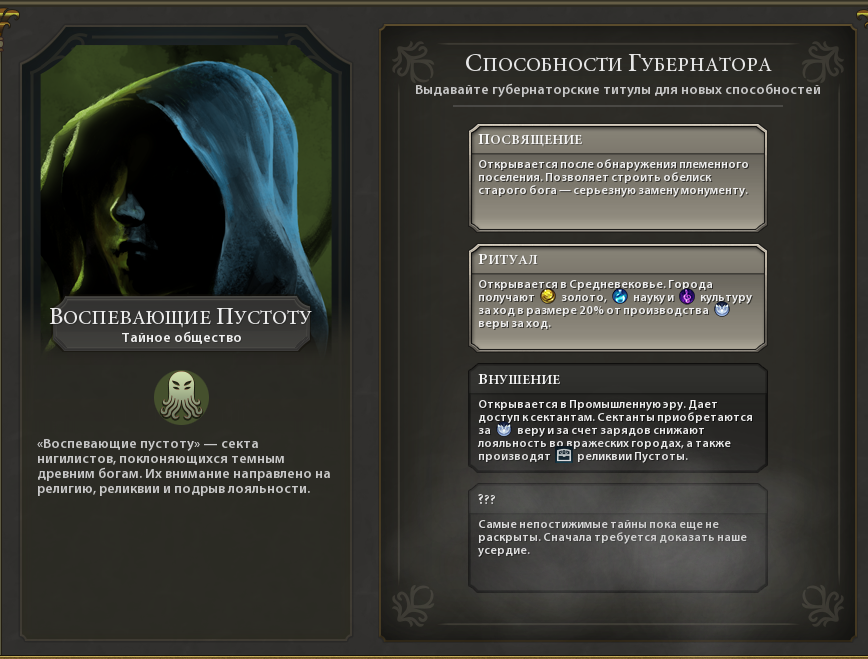 Воспевающие Пустоту
Тайное общество
«Воспевающие пустоту» — секта
нигилистов, поклоняющихся темным
древним богам. Их внимание направлено на
религию, реликвии и подрыв лояльности.
Способности Губернатора
Выдавайте губернаторские титулы для новых способностей
Посвящение
Открывается после обнаружения племенного
поселения. Позволяет строить обелиск
старого бога — серьезную замену монументу.
Ритуал
Открывается в Средневековье. Города
получают золото, науку и культуру
за ход в размере 20% от производства
веры за ход.
Внушение
Открывается в Промышленную эру. Дает
доступ к сектантам. Сектанты приобретаются
за веру и за счет зарядов снижают
лояльность во вражеских городах, а также
производят реликвии Пустоты.
???
Самые непостижимые тайны пока еще не
раскрыты. Сначала требуется доказать наше
усердие.